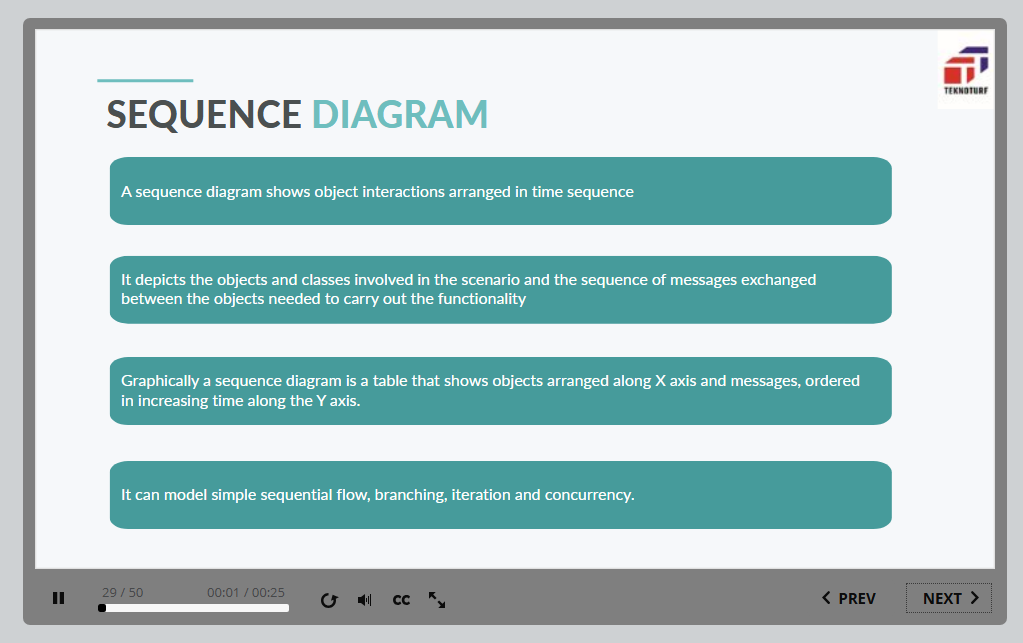 TEKNOTURF
SEQUENCE DIAGRAM
A sequence diagram shows object interactions arranged in time sequence
It depicts the objects and classes involved in the scenario and the sequence of messages exchanged
between the objects needed to carry out the functionality
Graphically a sequence diagram is a table that shows objects arranged along X axis and messages, ordered
in increasing time along the Y axis.
It can model simple sequential flow, branching, iteration and concurrency.
29 / 50
00:01 / 00:25
CC
PREV
NEXT